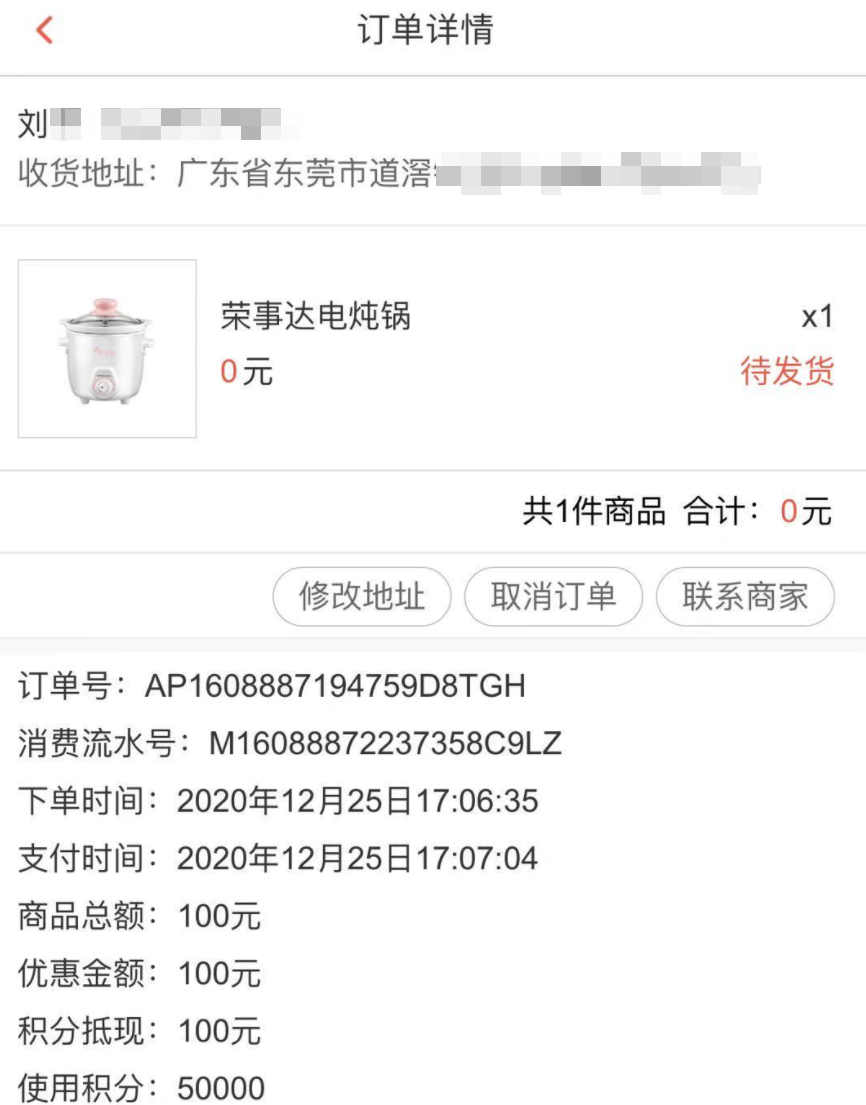 订单详情
刘
收货地址：广东省东莞市道滘
荣事达电炖锅
x1
0元
待发货
共1件商品 合计：0元
修改地址
取消订单
联系商家
订单号：AP1608887194759D8TGH
消费流水号：M16088872237358C9LZ
下单时间：2020年12月25日17:06:35
支付时间：2020年12月25日17:07:04
商品总额：100元
优惠金额：100元
积分抵现：100元
使用积分：50000